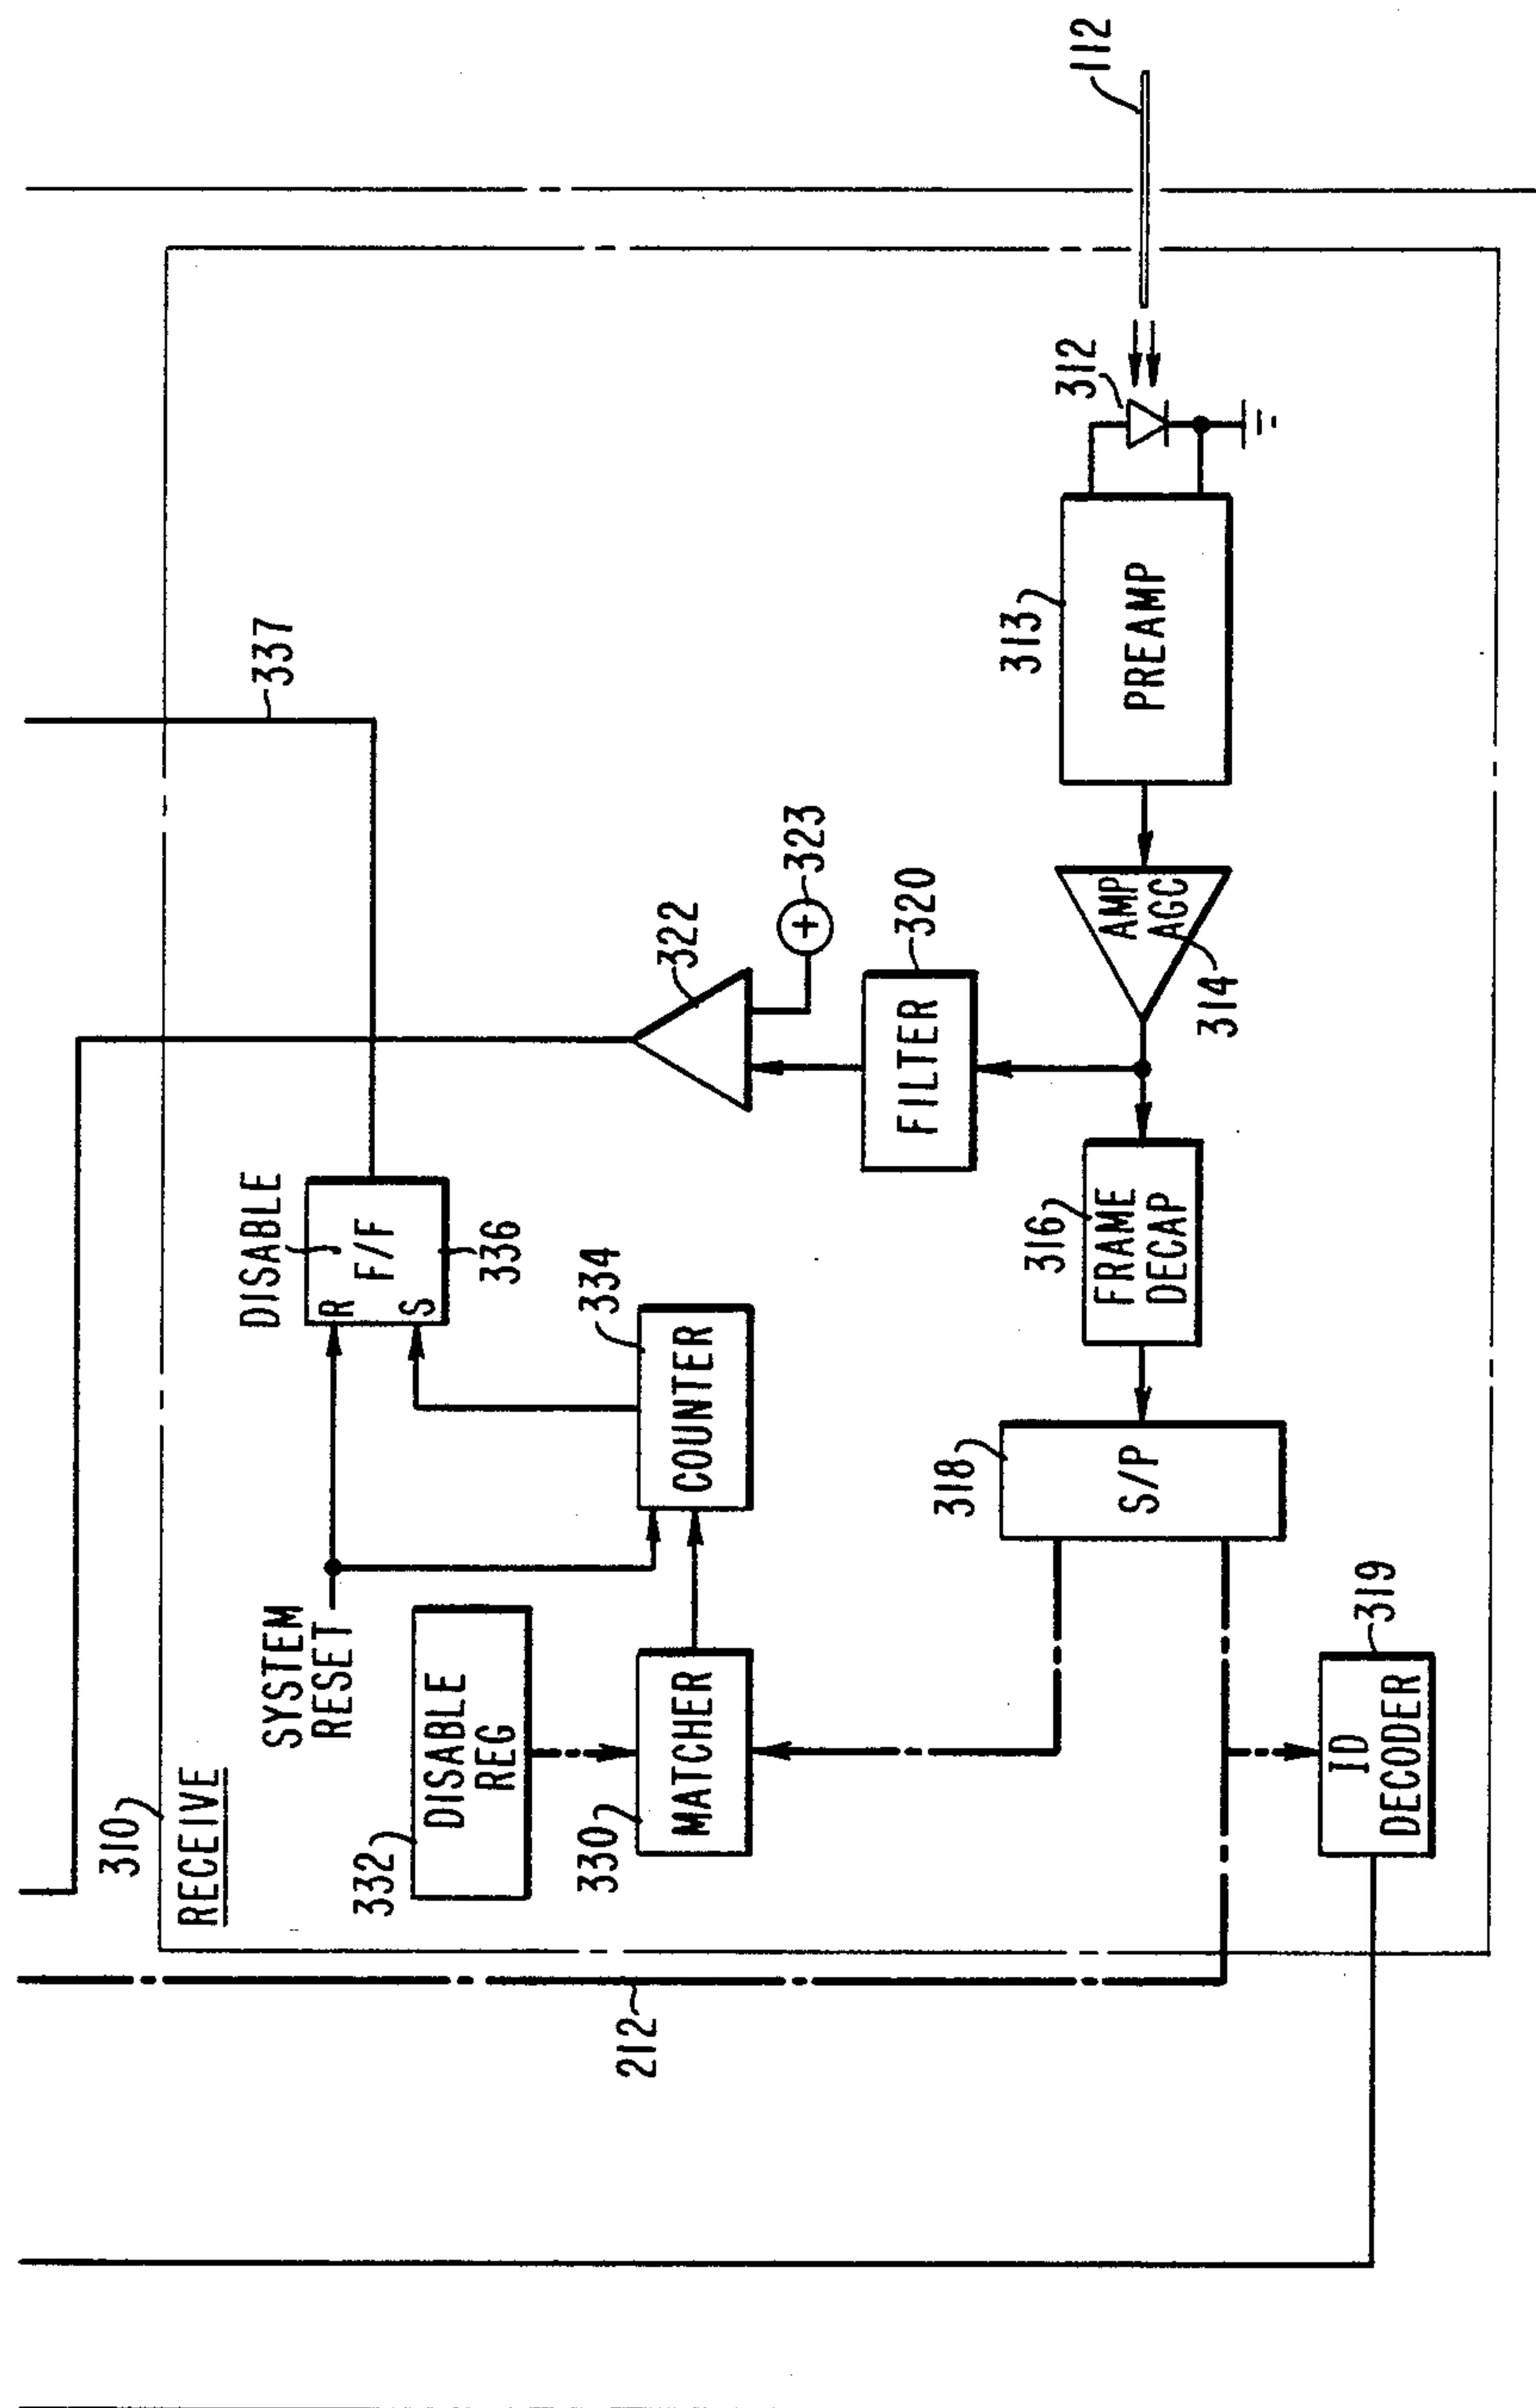 310
RECEIVE
SYSTEM
RESET
DISABLE
R
F/F
S
336
337
332
DISABLE
REG
330
MATCHER
334
COUNTER
322
+
323
212
FILTER
320
318
S/P
316
FRAME
DECAP
AMP
AGC
314
313
PREAMP
312
112
ID
DECODER
319